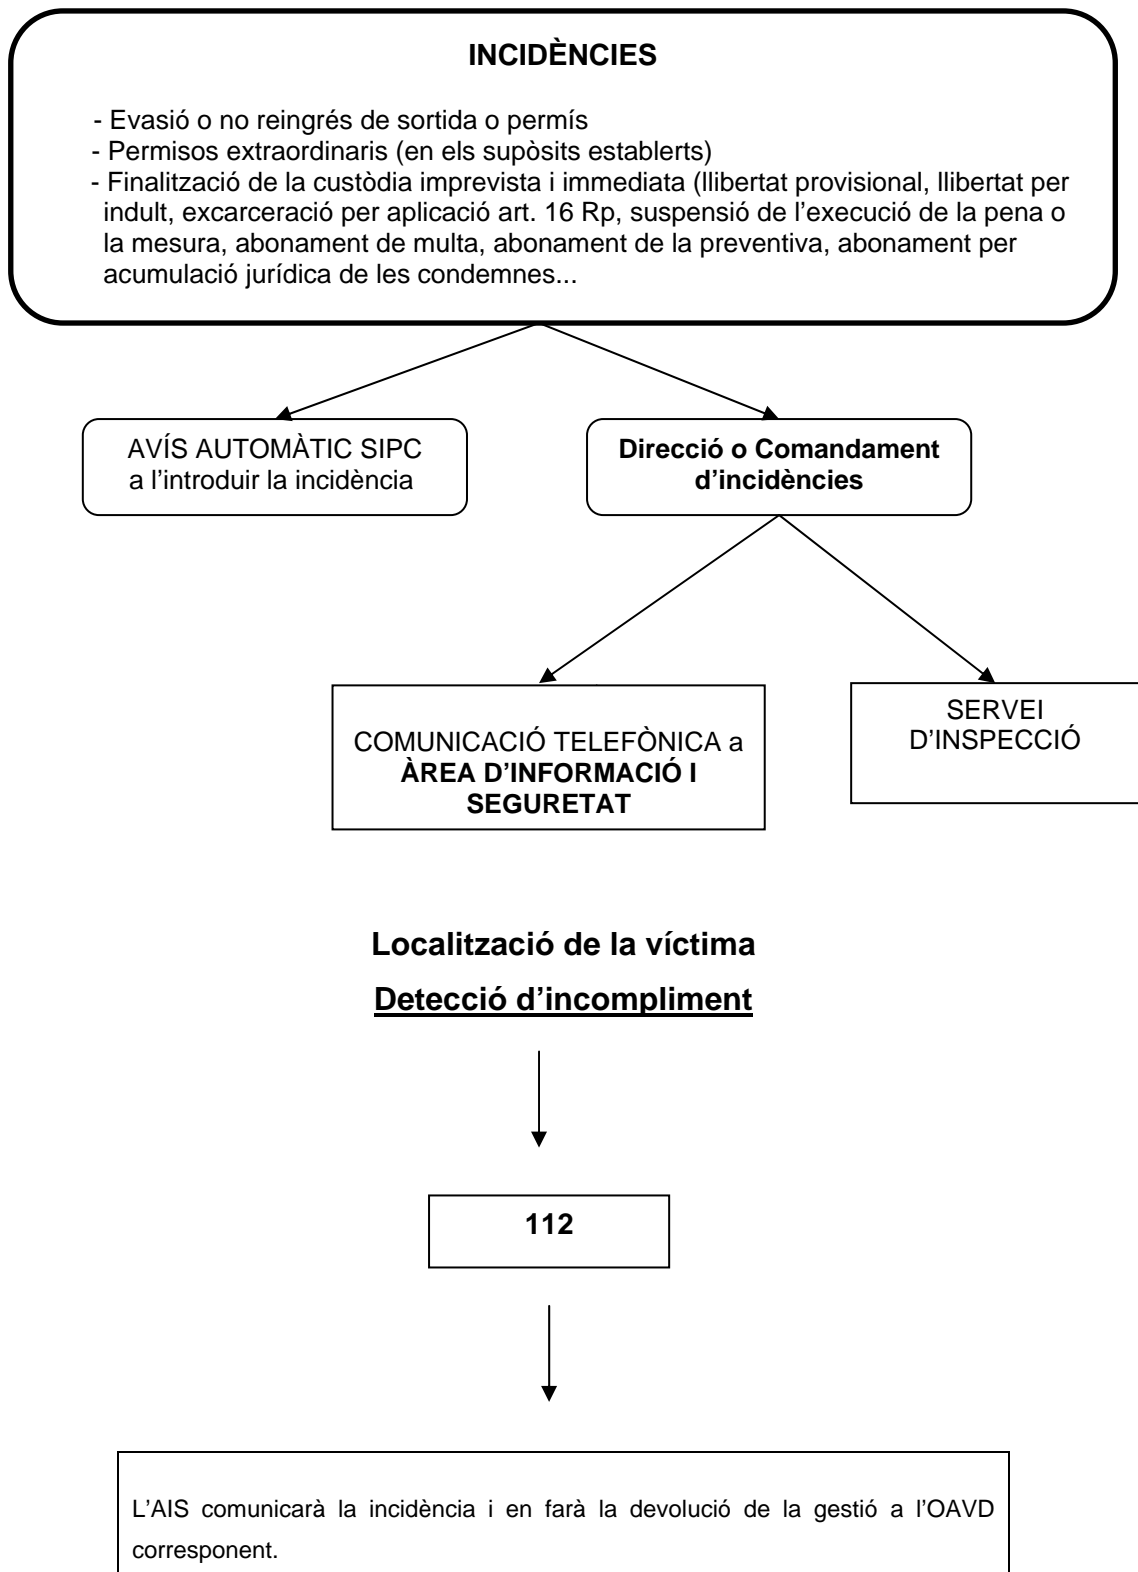 INCIDÈNCIES
- Evasió o no reingrés de sortida o permís
- Permisos extraordinaris (en els supòsits establerts)
- Finalització de la custòdia imprevista i immediata (llibertat provisional, llibertat per
indult, excarceració per aplicació art. 16 Rp, suspensió de l’execució de la pena o
la mesura, abonament de multa, abonament de la preventiva, abonament per
acumulació jurídica de les condemnes...
AVÍS AUTOMÀTIC SIPC
a l’introduir la incidència
Direcció o Comandament
d’incidències
COMUNICACIÓ TELEFÒNICA a
ÀREA D’INFORMACIÓ I
SEGURETAT
SERVEI
D’INSPECCIÓ
Localització de la víctima
Detecció d’incompliment
112
L’AIS comunicarà la incidència i en farà la devolució de la gestió a l’OAVD
corresponent.